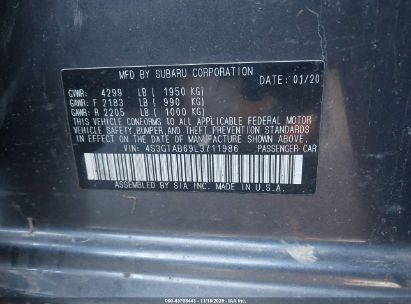 MFD BY SUBARU CORPORATION
DATE: 01/20
GVWR: 4299 LB ( 1950 KG)
GAWR: F 2183 LB ( 990 KG)
GAWR: R 2205 LB ( 1000 KG)
THIS VEHICLE CONFORMS TO ALL APPLICABLE FEDERAL MOTOR
VEHICLE SAFETY, BUMPER, AND THEFT PREVENTION STANDARDS
IN EFFECT ON THE DATE OF MANUFACTURE SHOWN ABOVE.
VIN: 4S3GTAB69L3711986 PASSENGER CAR
ASSEMBLED BY SIA INC. MADE IN U.S.A.